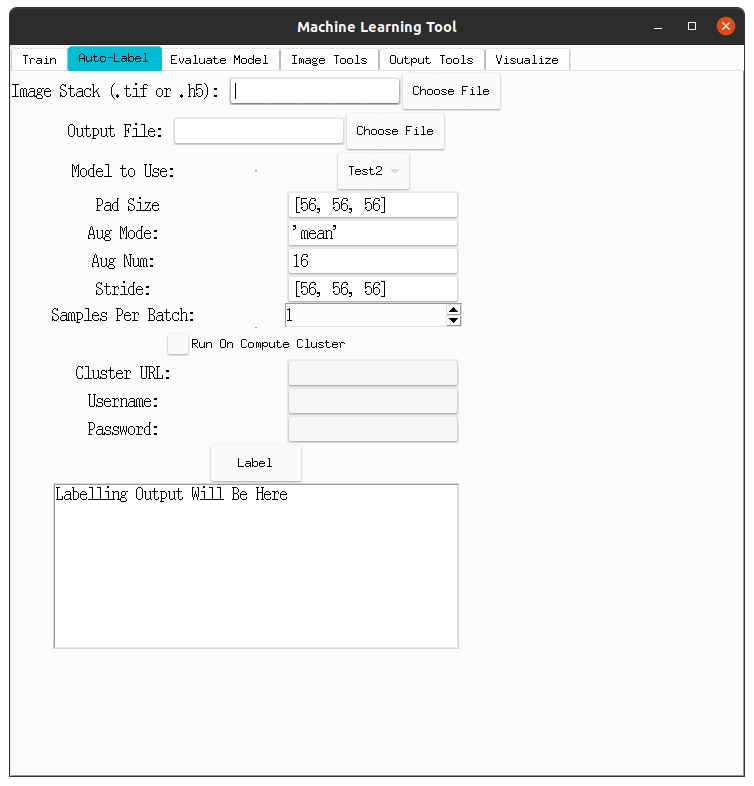 Machine Learning Tool
Train Auto-Label Evaluate Model Image Tools Output Tools Visualize
Image Stack (.tif or .h5): Choose File
Output File: Choose File
Model to Use: Test2
Pad Size [56, 56, 56]
Aug Mode: 'mean'
Aug Num: 16
Stride: [56, 56, 56]
Samples Per Batch: 1
Run On Compute Cluster
Cluster URL:
Username:
Password:
Label
Labelling Output Will Be Here